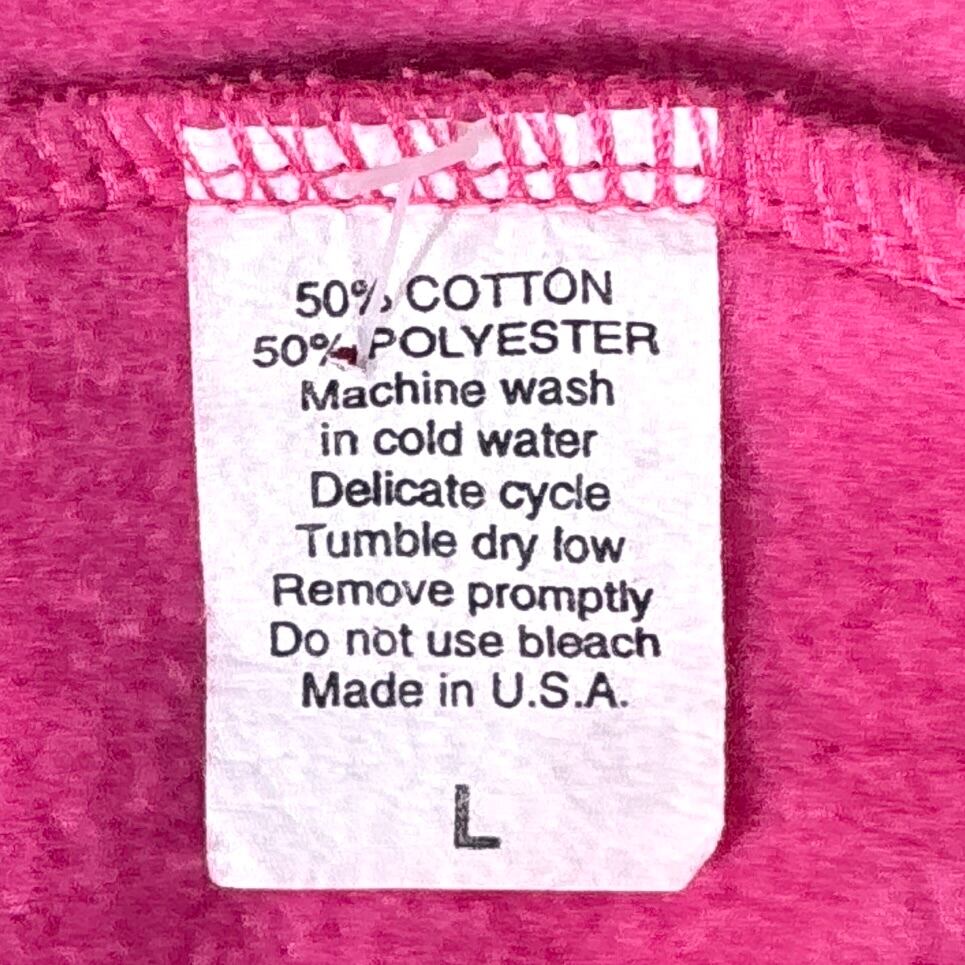 50% COTTON
50% POLYESTER
Machine wash
in cold water
Delicate cycle
Tumble dry low
Remove promptly
Do not use bleach
Made in U.S.A.
L